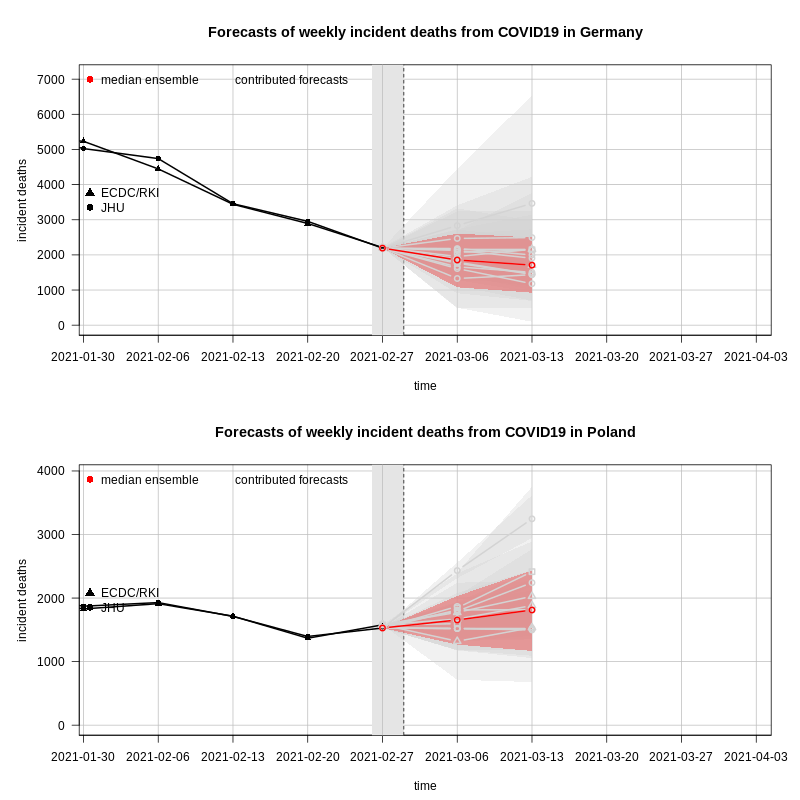 Forecasts of weekly incident deaths from COVID19 in Germany
7000
median ensemble
contributed forecasts
6000
5000
4000
ECDC/RKI
JHU
3000
2000
1000
0
incident deaths
2021-01-30 2021-02-06 2021-02-13 2021-02-20 2021-02-27 2021-03-06 2021-03-13 2021-03-20 2021-03-27 2021-04-03
time
Forecasts of weekly incident deaths from COVID19 in Poland
4000
median ensemble
contributed forecasts
3000
2000
ECDC/RKI
JHU
1000
0
incident deaths
2021-01-30 2021-02-06 2021-02-13 2021-02-20 2021-02-27 2021-03-06 2021-03-13 2021-03-20 2021-03-27 2021-04-03
time